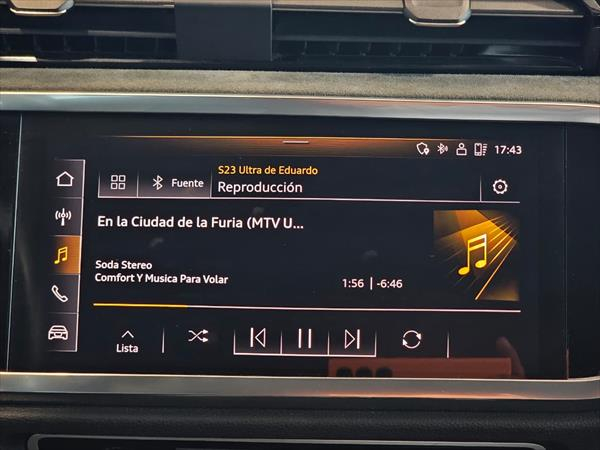 17:43
S23 Ultra de Eduardo
Fuente
Reproducción
En la Ciudad de la Furia (MTV U...
Soda Stereo
Comfort Y Musica Para Volar
1:56 | -6:46
Lista